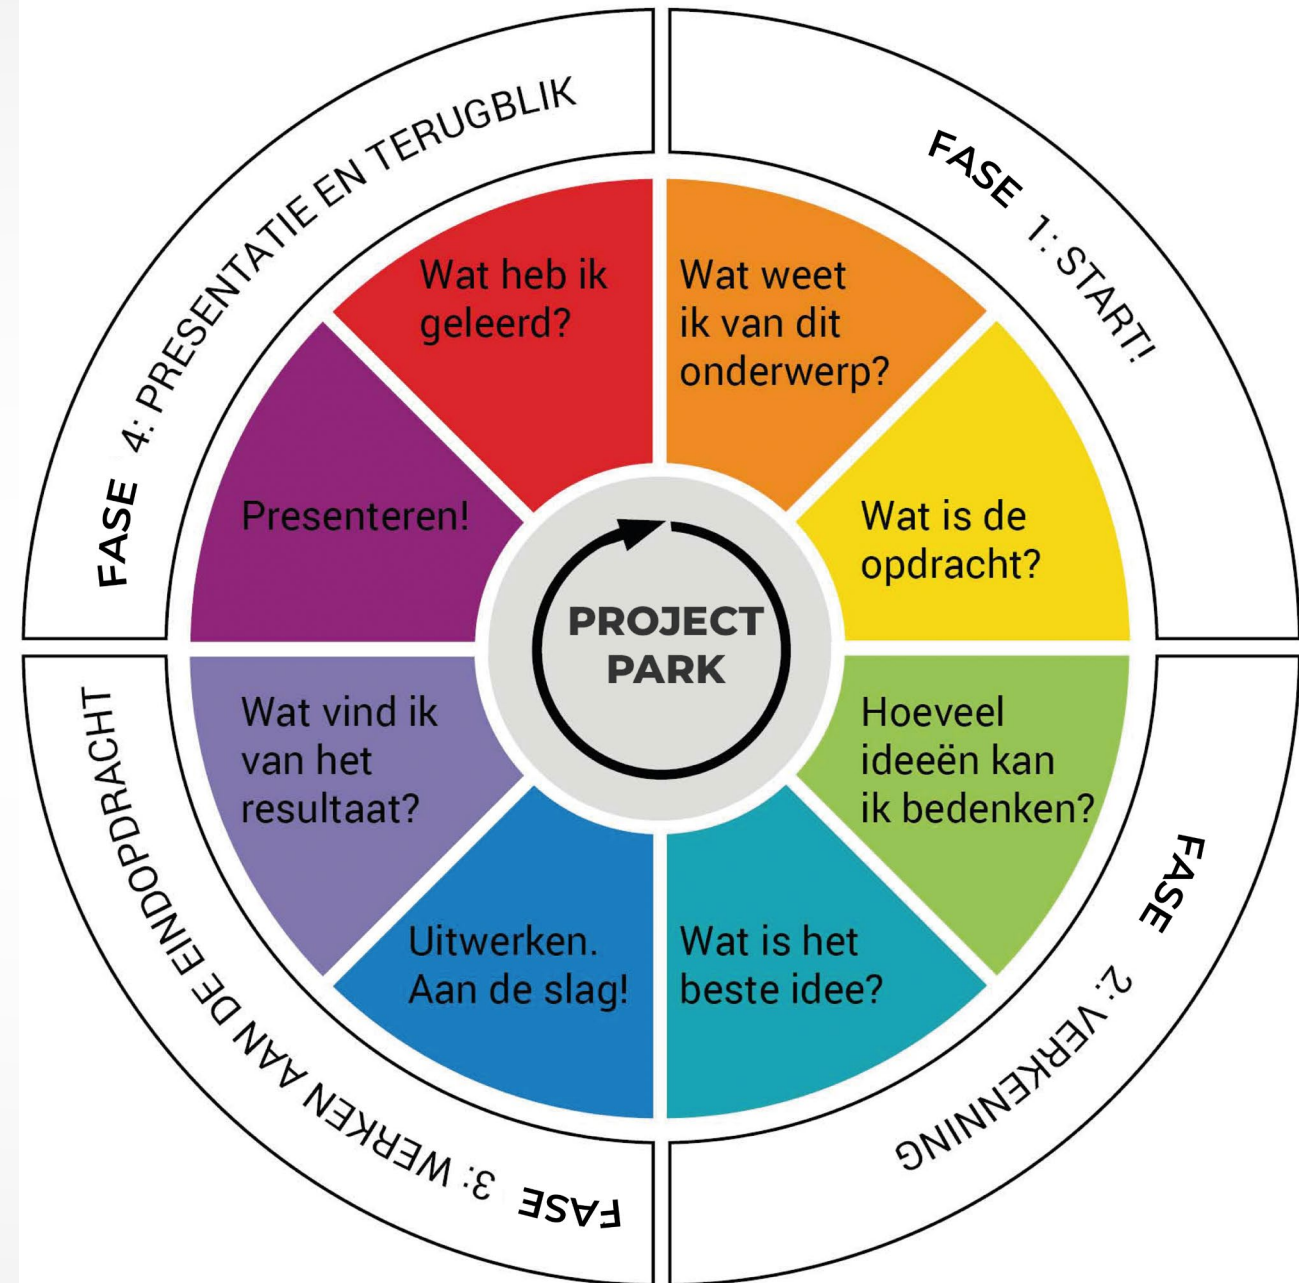 FASE 1: START!
Wat weet
ik van dit
onderwerp?
Wat is de
opdracht?
FASE 2: VERKENNING
Hoeveel
ideeën kan
ik bedenken?
Wat is het
beste idee?
FASE 3: WERKEN AAN DE EINDOPDRACHT
Uitwerken.
Aan de slag!
Wat vind ik
van het
resultaat?
FASE 4: PRESENTATIE EN TERUGBLIK
Presenteren!
Wat heb ik
geleerd?
PROJECT
PARK